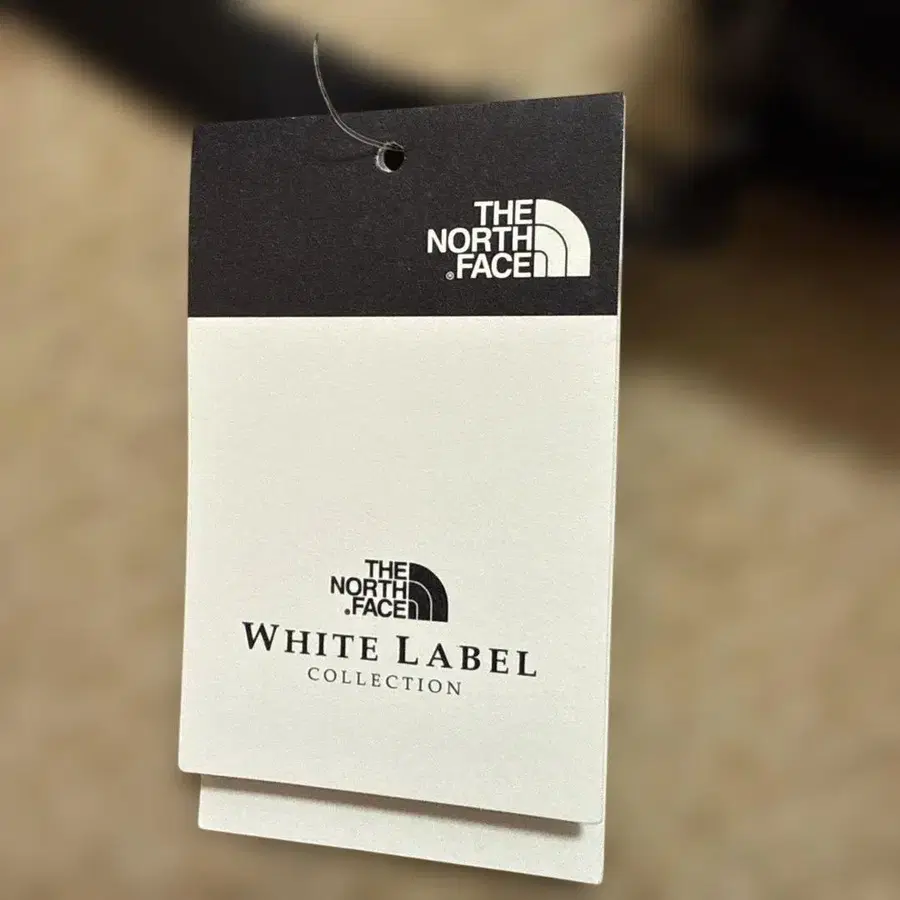 THE
NORTH
®FACE
THE
NORTH
®FACE
WHITE LABEL
COLLECTION